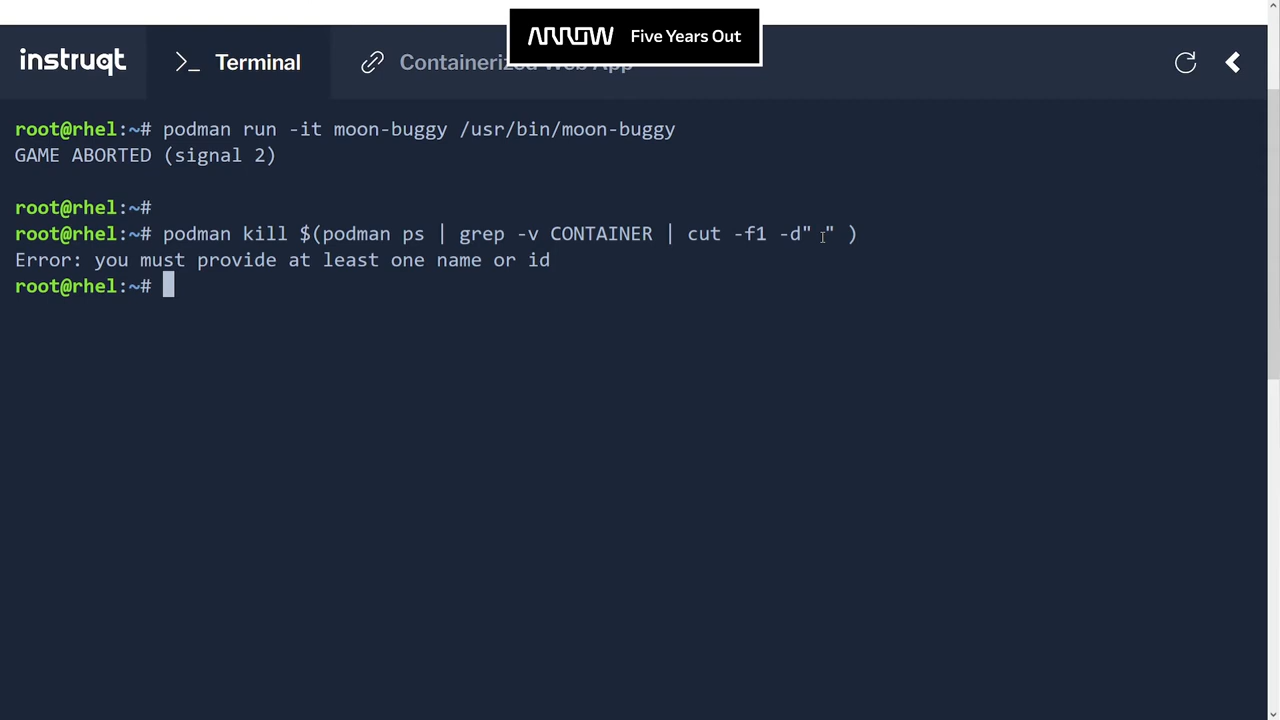 ARROW Five Years Out
instruqt >_ Terminal Containerized Web App
root@rhel:~# podman run -it moon-buggy /usr/bin/moon-buggy
GAME ABORTED (signal 2)
root@rhel:~#
root@rhel:~# podman kill $(podman ps | grep -v CONTAINER | cut -f1 -d" " )
Error: you must provide at least one name or id
root@rhel:~#